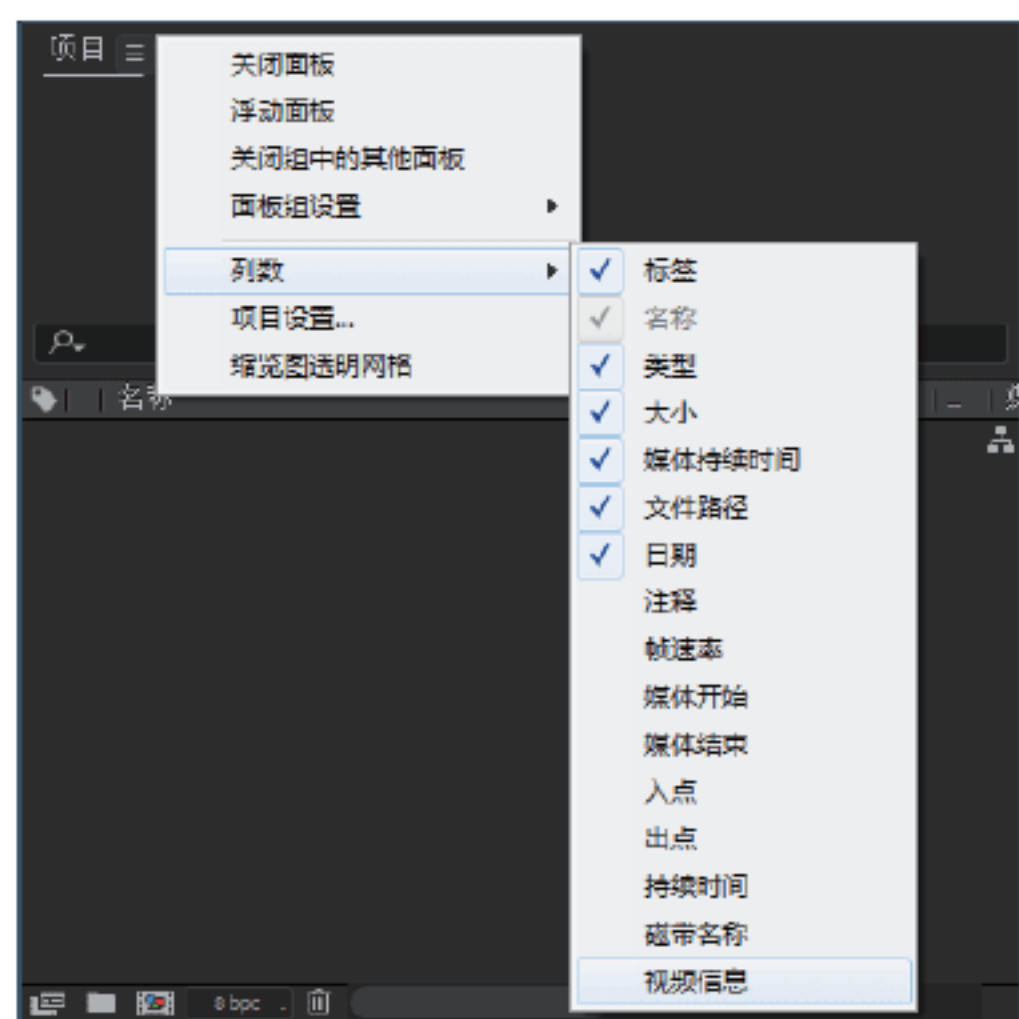 项目
关闭面板
浮动面板
关闭组中的其他面板
面板组设置
列数
项目设置...
缩览图透明网格
标签
名称
类型
大小
媒体持续时间
文件路径
日期
注释
帧速率
媒体开始
媒体结束
入点
出点
持续时间
磁带名称
视频信息
名称
8 bpc